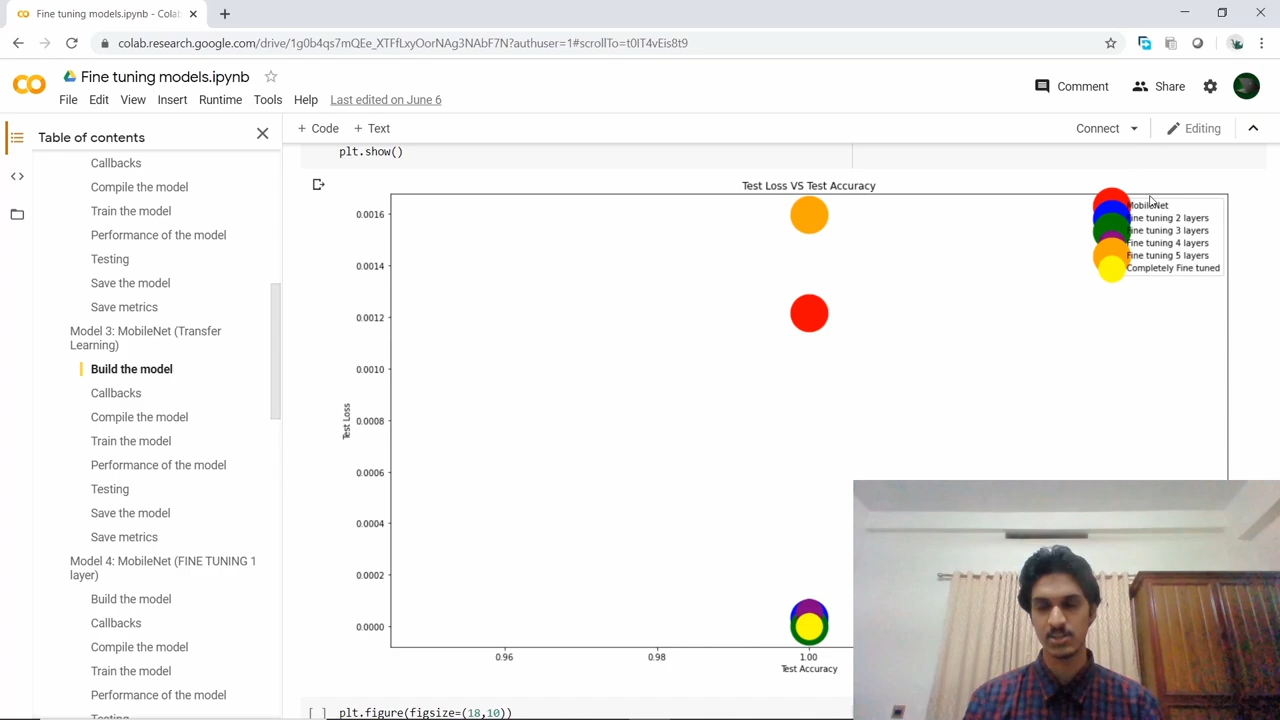 Fine tuning models.ipynb - Colab
colab.research.google.com/drive/1g0b4qs7mQEe_XTFfLxyOorNAg3NAbF7N?authuser=1#scrollTo=t0IT4vEis8t9
Fine tuning models.ipynb
File Edit View Insert Runtime Tools Help Last edited on June 6
Comment Share
Table of contents
+ Code + Text
Connect
Editing
Callbacks
Compile the model
Train the model
Performance of the model
Testing
Save the model
Save metrics
Model 3: MobileNet (Transfer
Learning)
Build the model
Callbacks
Compile the model
Train the model
Performance of the model
Testing
Save the model
Save metrics
Model 4: MobileNet (FINE TUNING 1
layer)
Build the model
Callbacks
Compile the model
Train the model
Performance of the model
Testing
plt.show()
Test Loss VS Test Accuracy
MobileNet
Fine tuning 2 layers
Fine tuning 3 layers
Fine tuning 4 layers
Fine tuning 5 layers
Completely Fine tuned
0.0016
0.0014
0.0012
0.0010
0.0008
0.0006
0.0004
0.0002
0.0000
Test Loss
0.96 0.98 1.00
Test Accuracy
[ ] plt.figure(figsize=(18,10))